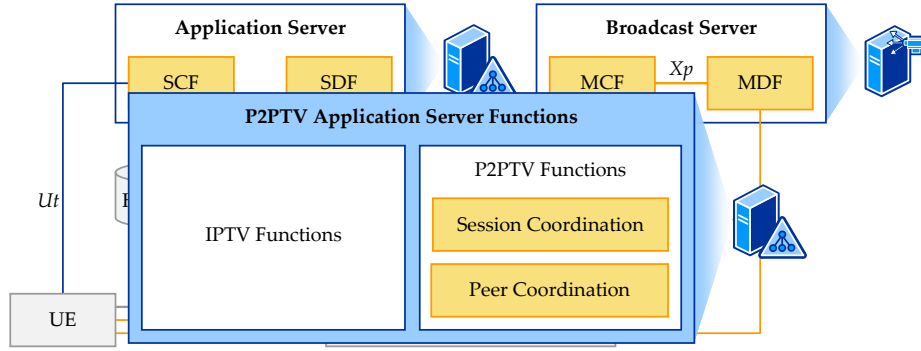 Application Server
Broadcast Server
SCF
SDF
MCF
Xp
MDF
P2PTV Application Server Functions
P2PTV Functions
Ut
IPTV Functions
Session Coordination
Peer Coordination
UE